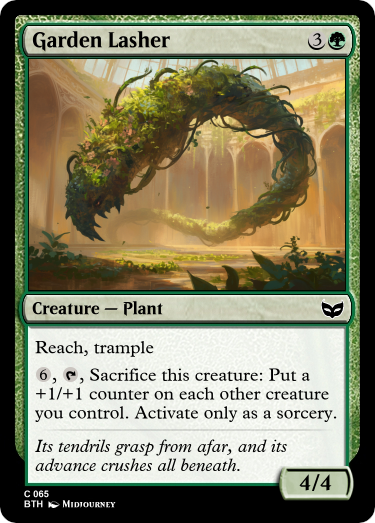 Garden Lasher 3
Creature — Plant
Reach, trample
6, , Sacrifice this creature: Put a
+1/+1 counter on each other creature
you control. Activate only as a sorcery.
Its tendrils grasp from afar, and its
advance crushes all beneath.
4/4
C 065
BTH Midjourney